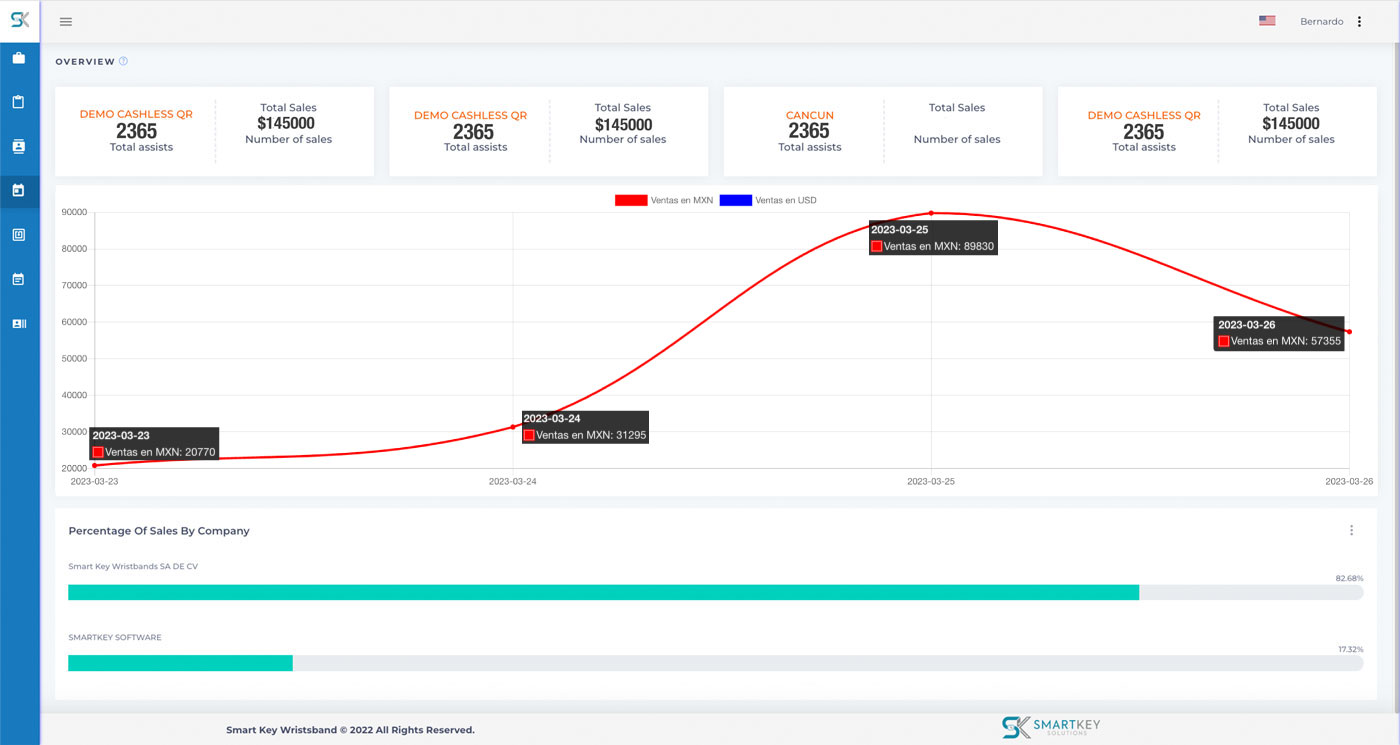 SK
Bernardo
OVERVIEW
DEMO CASHLESS QR
2365
Total assists
Total Sales
$145000
Number of sales
DEMO CASHLESS QR
2365
Total assists
Total Sales
$145000
Number of sales
CANCUN
2365
Total assists
Total Sales
Number of sales
DEMO CASHLESS QR
2365
Total assists
Total Sales
$145000
Number of sales
Ventas en MXN Ventas en USD
90000
80000
70000
60000
50000
40000
30000
20000
2023-03-25
Ventas en MXN: 89830
2023-03-26
Ventas en MXN: 57355
2023-03-24
Ventas en MXN: 31295
2023-03-23
Ventas en MXN: 20770
2023-03-23 2023-03-24 2023-03-25 2023-03-26
Percentage Of Sales By Company
Smart Key Wristbands SA DE CV
82.68%
SMARTKEY SOFTWARE
17.32%
Smart Key Wristsband © 2022 All Rights Reserved.
SK SMARTKEY
SOLUTIONS